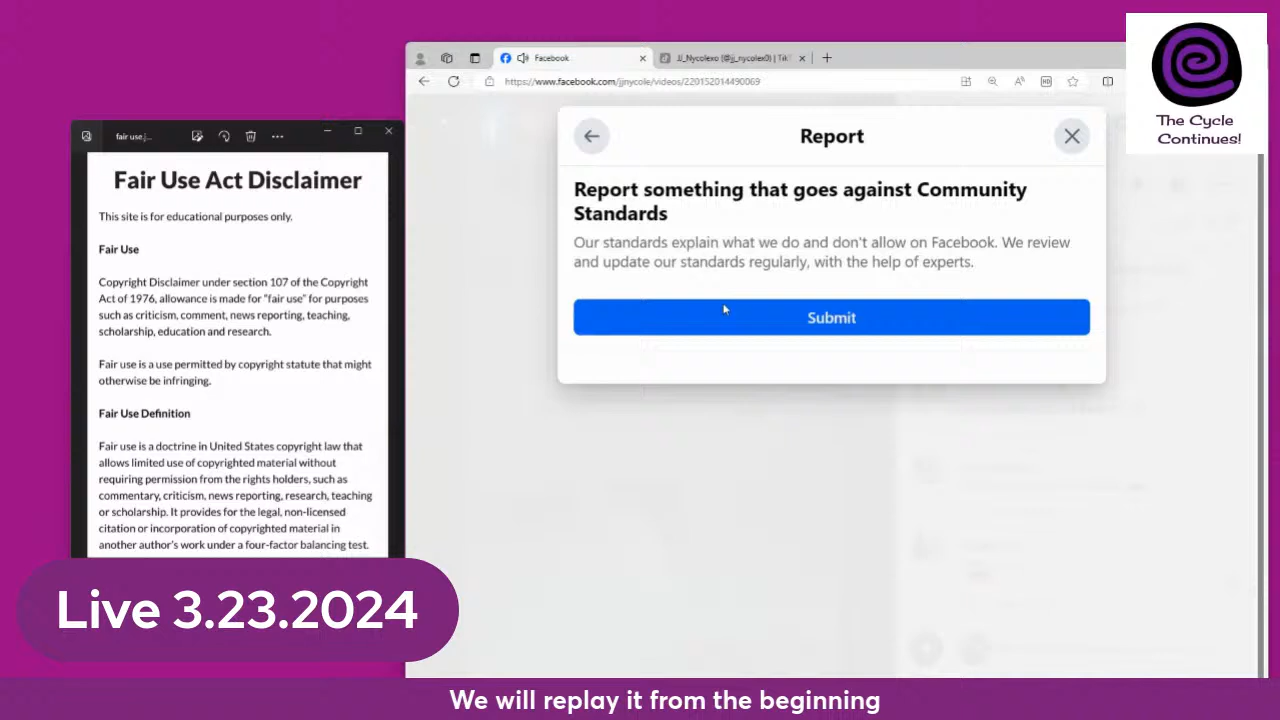 Facebook
JJ_Nycolexo (@jj_nycolex0) | TikT
https://www.facebook.com/jjnycole/videos/220152014490069
The Cycle
Continues!
fair use.j...
Fair Use Act Disclaimer
This site is for educational purposes only.
Fair Use
Copyright Disclaimer under section 107 of the Copyright
Act of 1976, allowance is made for "fair use" for purposes
such as criticism, comment, news reporting, teaching,
scholarship, education and research.
Fair use is a use permitted by copyright statute that might
otherwise be infringing.
Fair Use Definition
Fair use is a doctrine in United States copyright law that
allows limited use of copyrighted material without
requiring permission from the rights holders, such as
commentary, criticism, news reporting, research, teaching
or scholarship. It provides for the legal, non-licensed
citation or incorporation of copyrighted material in
another author's work under a four-factor balancing test.
Report
Report something that goes against Community
Standards
Our standards explain what we do and don't allow on Facebook. We review
and update our standards regularly, with the help of experts.
Submit
Live 3.23.2024
We will replay it from the beginning